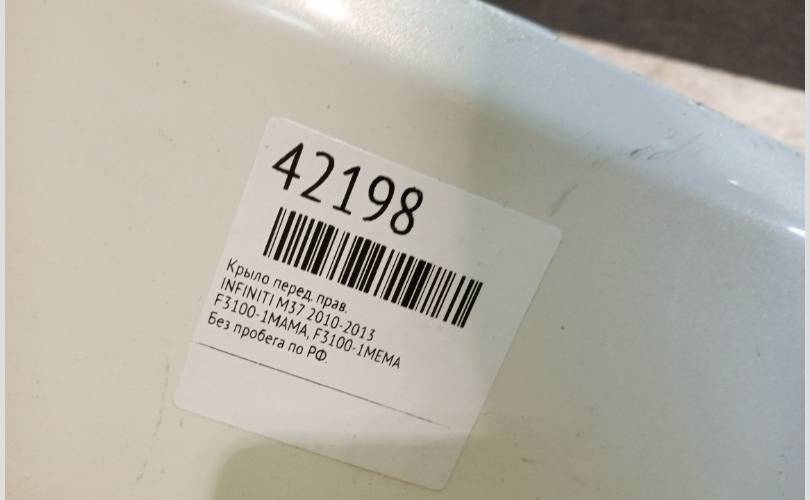 42198
Крыло перед. прав.
INFINITI M37 2010-2013
F3100-1MAMA, F3100-1MEMA
Без пробега по РФ.